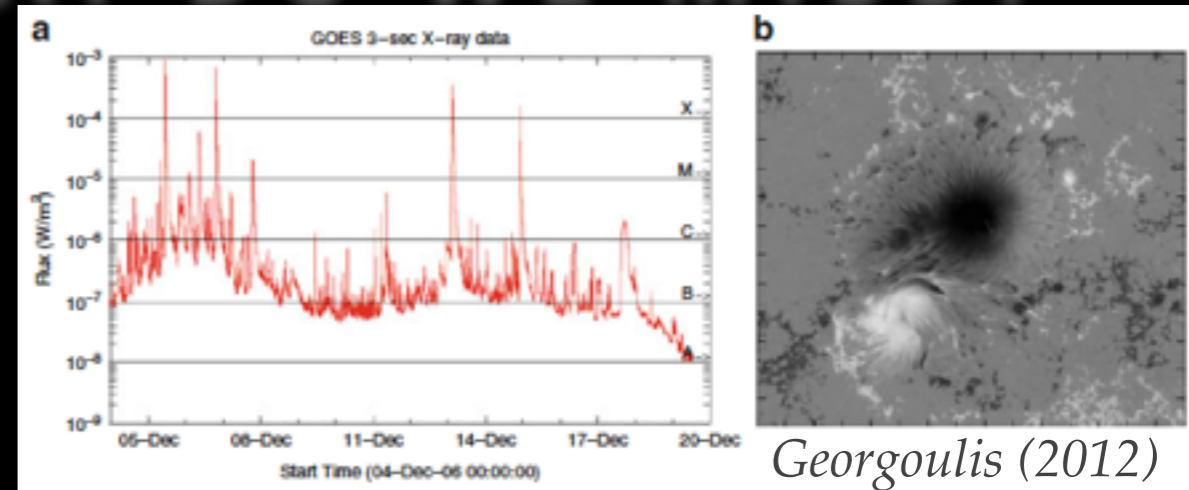 a
GOES 3-sec X-ray data
b
Flux (W/m²)
10⁻³
10⁻⁴
10⁻⁵
10⁻⁶
10⁻⁷
10⁻⁸
10⁻⁹
X
M
C
B
A
05-Dec 08-Dec 11-Dec 14-Dec 17-Dec 20-Dec
Start Time (04-Dec-06 00:00:00)
Georgoulis (2012)